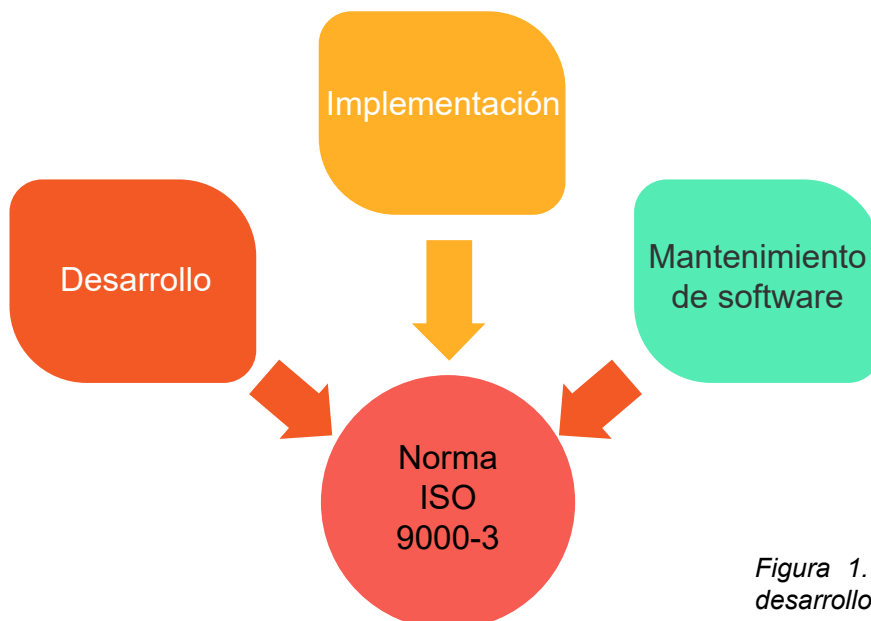 Implementación
Desarrollo
Mantenimiento
de software
Norma
ISO
9000-3
Figura 1.
desarrollo